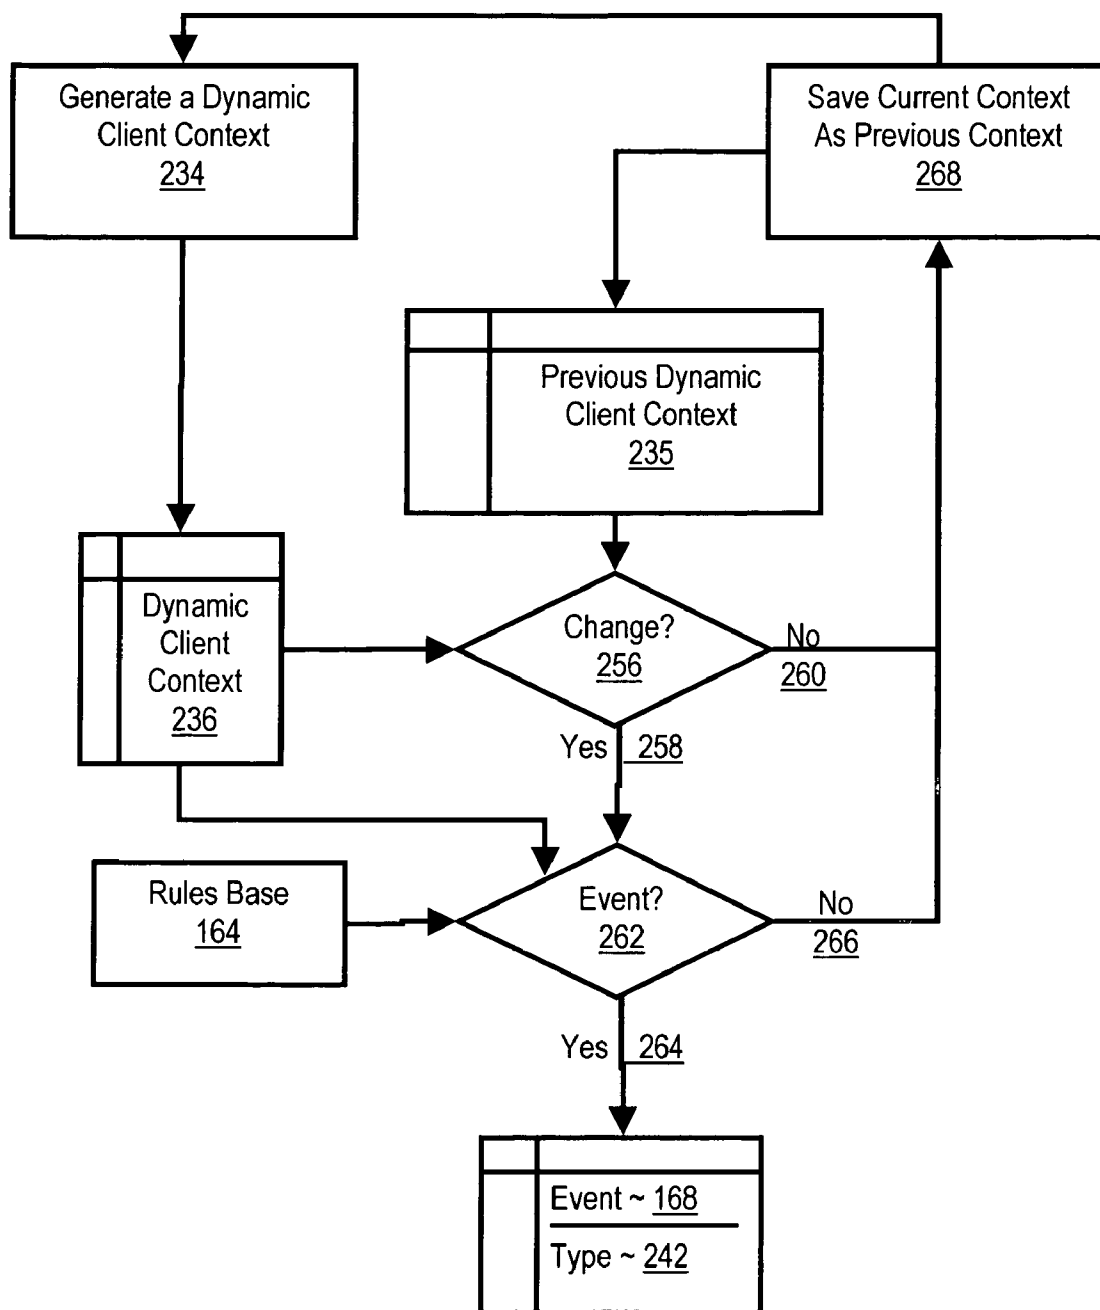 Generate a Dynamic
Client Context
234
Save Current Context
As Previous Context
268
Previous Dynamic
Client Context
235
Dynamic
Client
Context
236
Change?
256
No
260
Yes 258
Rules Base
164
Event?
262
No
266
Yes 264
Event ~ 168
Type ~ 242